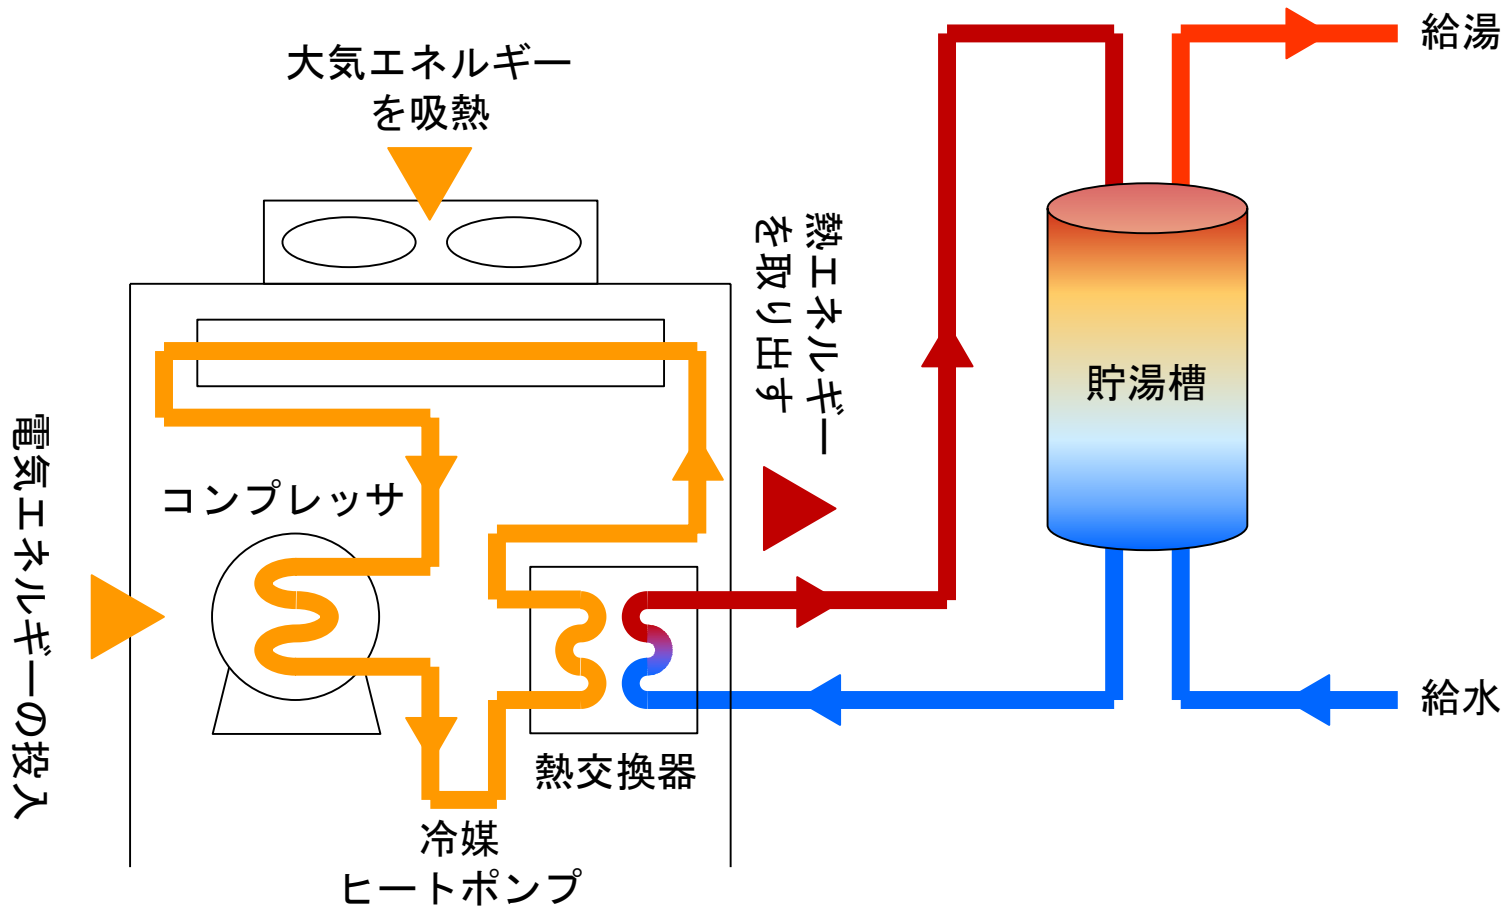 大気エネルギー
を吸熱
給湯
熱エネルギー
を取り出す
貯湯槽
電気エネルギーの投入
コンプレッサ
熱交換器
給水
冷媒
ヒートポンプ